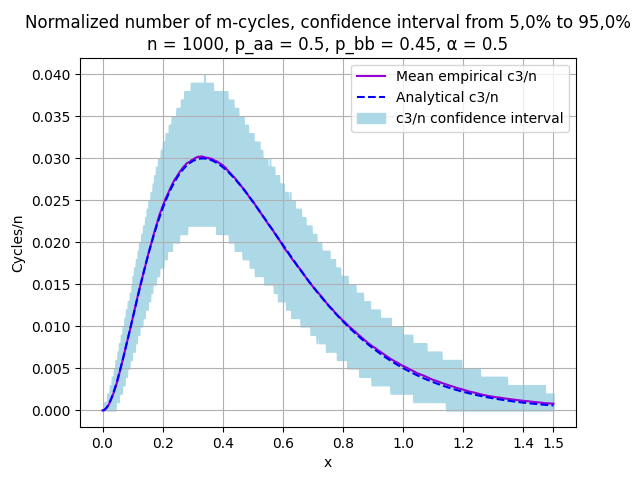 Normalized number of m-cycles, confidence interval from 5,0% to 95,0%
n = 1000, p_aa = 0.5, p_bb = 0.45, α = 0.5
Mean empirical c3/n
Analytical c3/n
c3/n confidence interval
Cycles/n
0.040
0.035
0.030
0.025
0.020
0.015
0.010
0.005
0.000
0.0 0.2 0.4 0.6 0.8 1.0 1.2 1.4 1.5
x